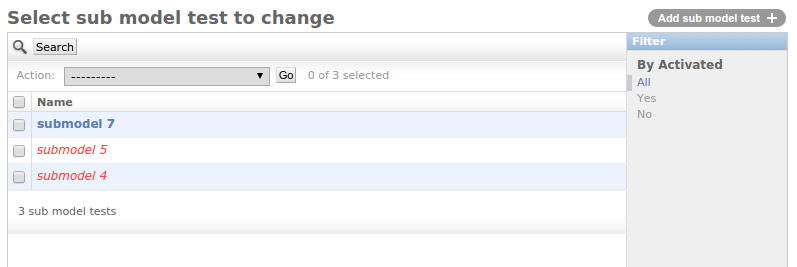 Select sub model test to change
Add sub model test +
Search
Filter
Action: --------- Go 0 of 3 selected
By Activated
All
Yes
No
Name
submodel 7
submodel 5
submodel 4
3 sub model tests